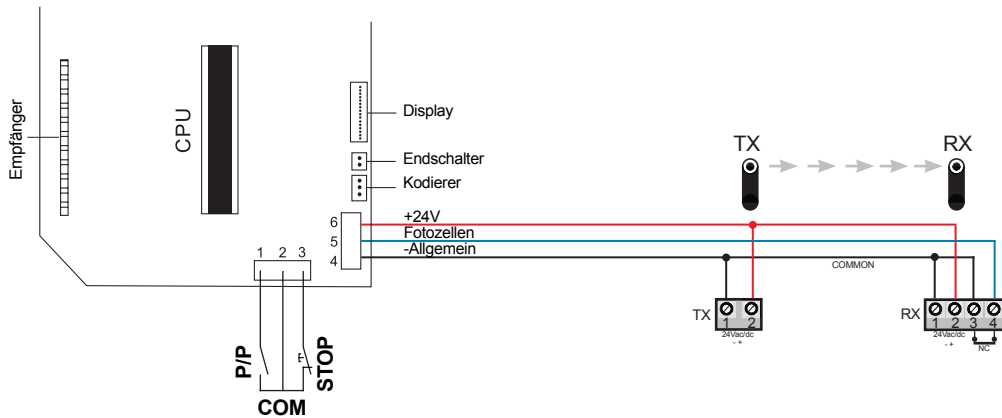 Empfänger
CPU
Display
Endschalter
Kodierer
TX
RX
6
+24V
5
Fotozellen
4
-Allgemein
COMMON
1 2 3
P/P
STOP
COM
TX
1 2
24Vac/dc
- +
RX
1 2 3 4
24Vac/dc
- +
NC